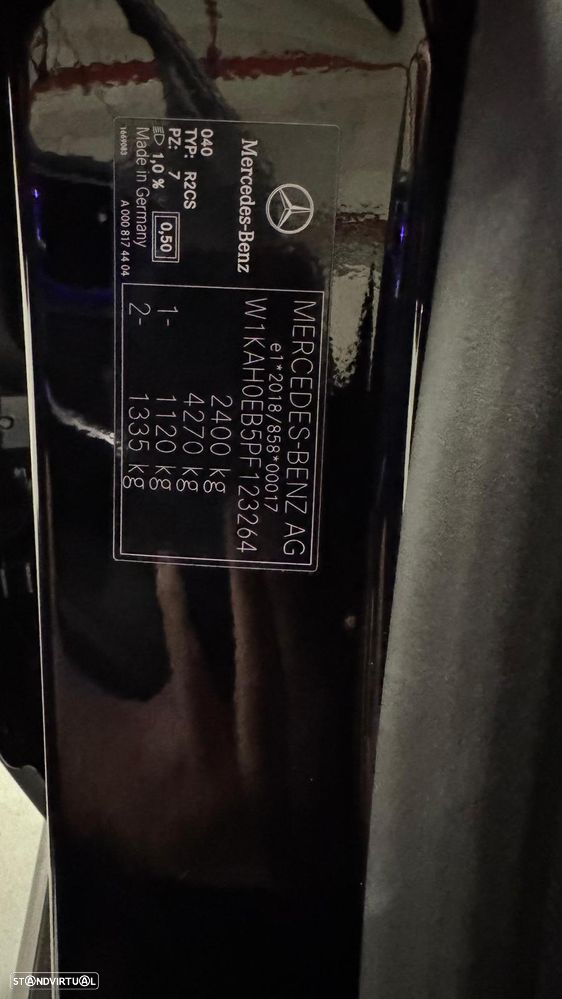 Mercedes-Benz
040
TYP: R2CS
PZ: 7
1,0 % 0,50
Made in Germany
1669083 A 000 817 44 04
MERCEDES-BENZ AG
e1*2018/858*00017
W1KAH0EB5PF123264
2400 kg
4270 kg
1- 1120 kg
2- 1335 kg
STANDVIRTUAL